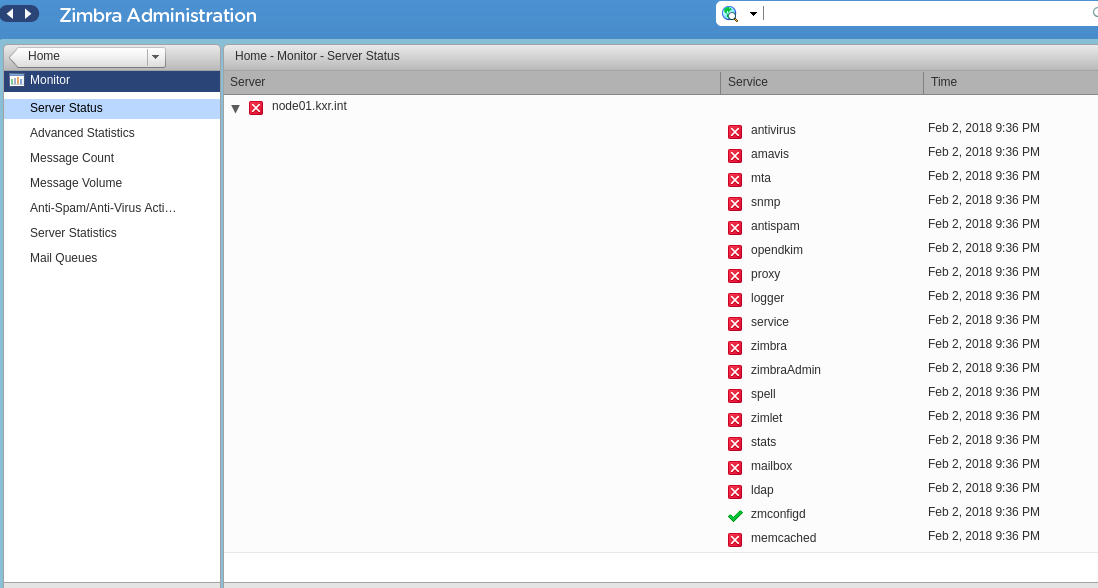 Zimbra Administration
Home
Home - Monitor - Server Status
Monitor
Server Status
Advanced Statistics
Message Count
Message Volume
Anti-Spam/Anti-Virus Acti…
Server Statistics
Mail Queues
Server Service Time
node01.kxr.int
antivirus Feb 2, 2018 9:36 PM
amavis Feb 2, 2018 9:36 PM
mta Feb 2, 2018 9:36 PM
snmp Feb 2, 2018 9:36 PM
antispam Feb 2, 2018 9:36 PM
opendkim Feb 2, 2018 9:36 PM
proxy Feb 2, 2018 9:36 PM
logger Feb 2, 2018 9:36 PM
service Feb 2, 2018 9:36 PM
zimbra Feb 2, 2018 9:36 PM
zimbraAdmin Feb 2, 2018 9:36 PM
spell Feb 2, 2018 9:36 PM
zimlet Feb 2, 2018 9:36 PM
stats Feb 2, 2018 9:36 PM
mailbox Feb 2, 2018 9:36 PM
ldap Feb 2, 2018 9:36 PM
zmconfigd Feb 2, 2018 9:36 PM
memcached Feb 2, 2018 9:36 PM